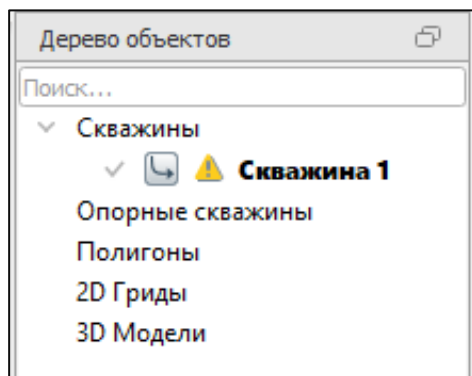 Дерево объектов
Поиск...
Скважины
Скважина 1
Опорные скважины
Полигоны
2D Гриды
3D Модели